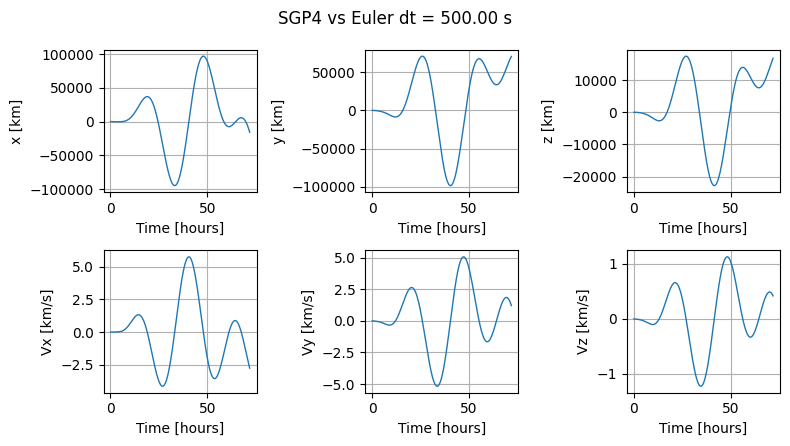 SGP4 vs Euler dt = 500.00 s
x [km]
100000
50000
0
−50000
−100000
0
50
Time [hours]
y [km]
50000
0
−50000
−100000
0
50
Time [hours]
z [km]
10000
0
−10000
−20000
0
50
Time [hours]
Vx [km/s]
5.0
2.5
0.0
−2.5
0
50
Time [hours]
Vy [km/s]
5.0
2.5
0.0
−2.5
−5.0
0
50
Time [hours]
Vz [km/s]
1
0
−1
0
50
Time [hours]